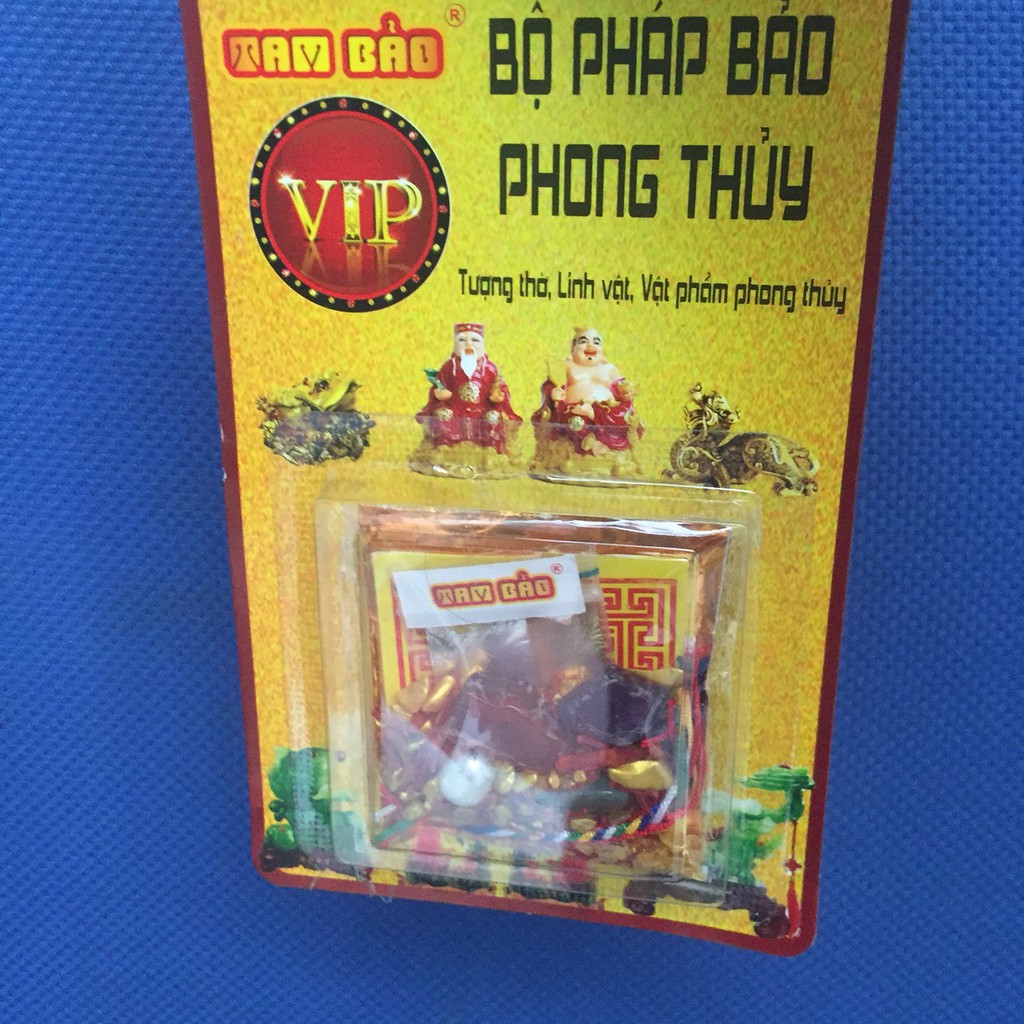 TAM BẢO ®
BỘ PHÁP BẢO
PHONG THỦY
VIP
Tượng thờ, Linh vật, Vật phẩm phong thủy
TAM BẢO ®